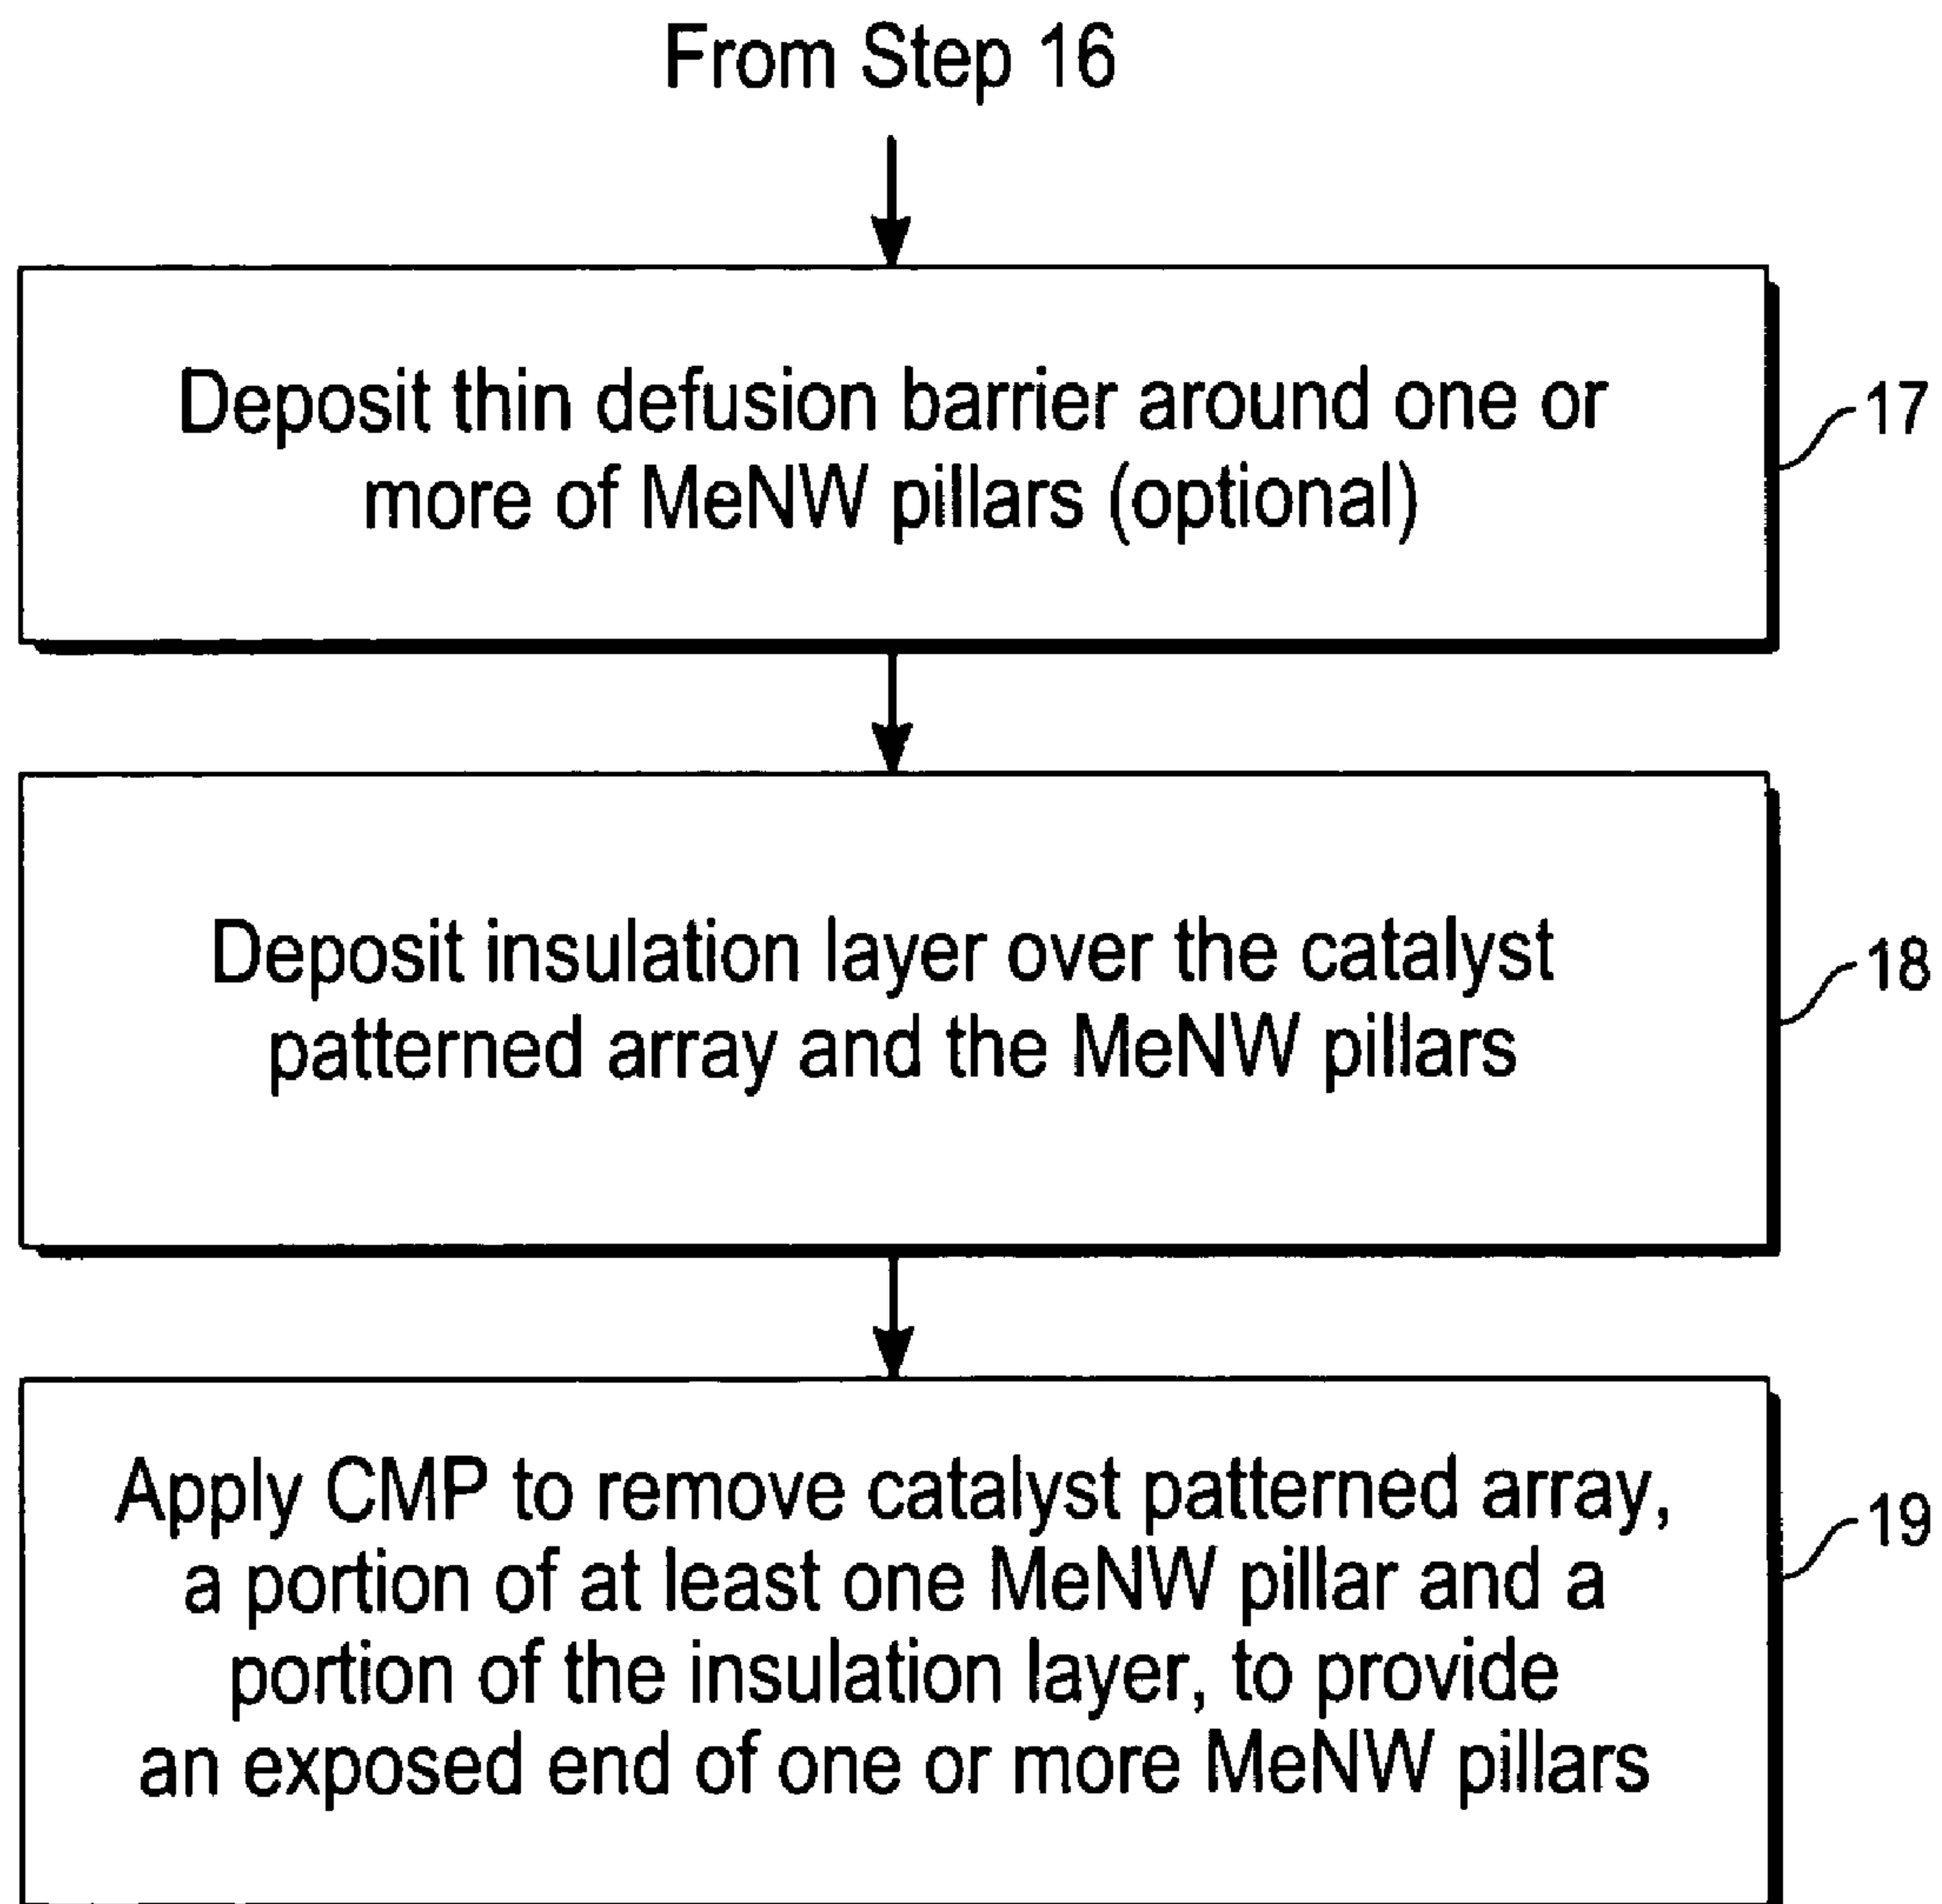 From Step 16
Deposit thin defusion barrier around one or
more of MeNW pillars (optional)
17
Deposit insulation layer over the catalyst
patterned array and the MeNW pillars
18
Apply CMP to remove catalyst patterned array,
a portion of at least one MeNW pillar and a
portion of the insulation layer, to provide
an exposed end of one or more MeNW pillars
19